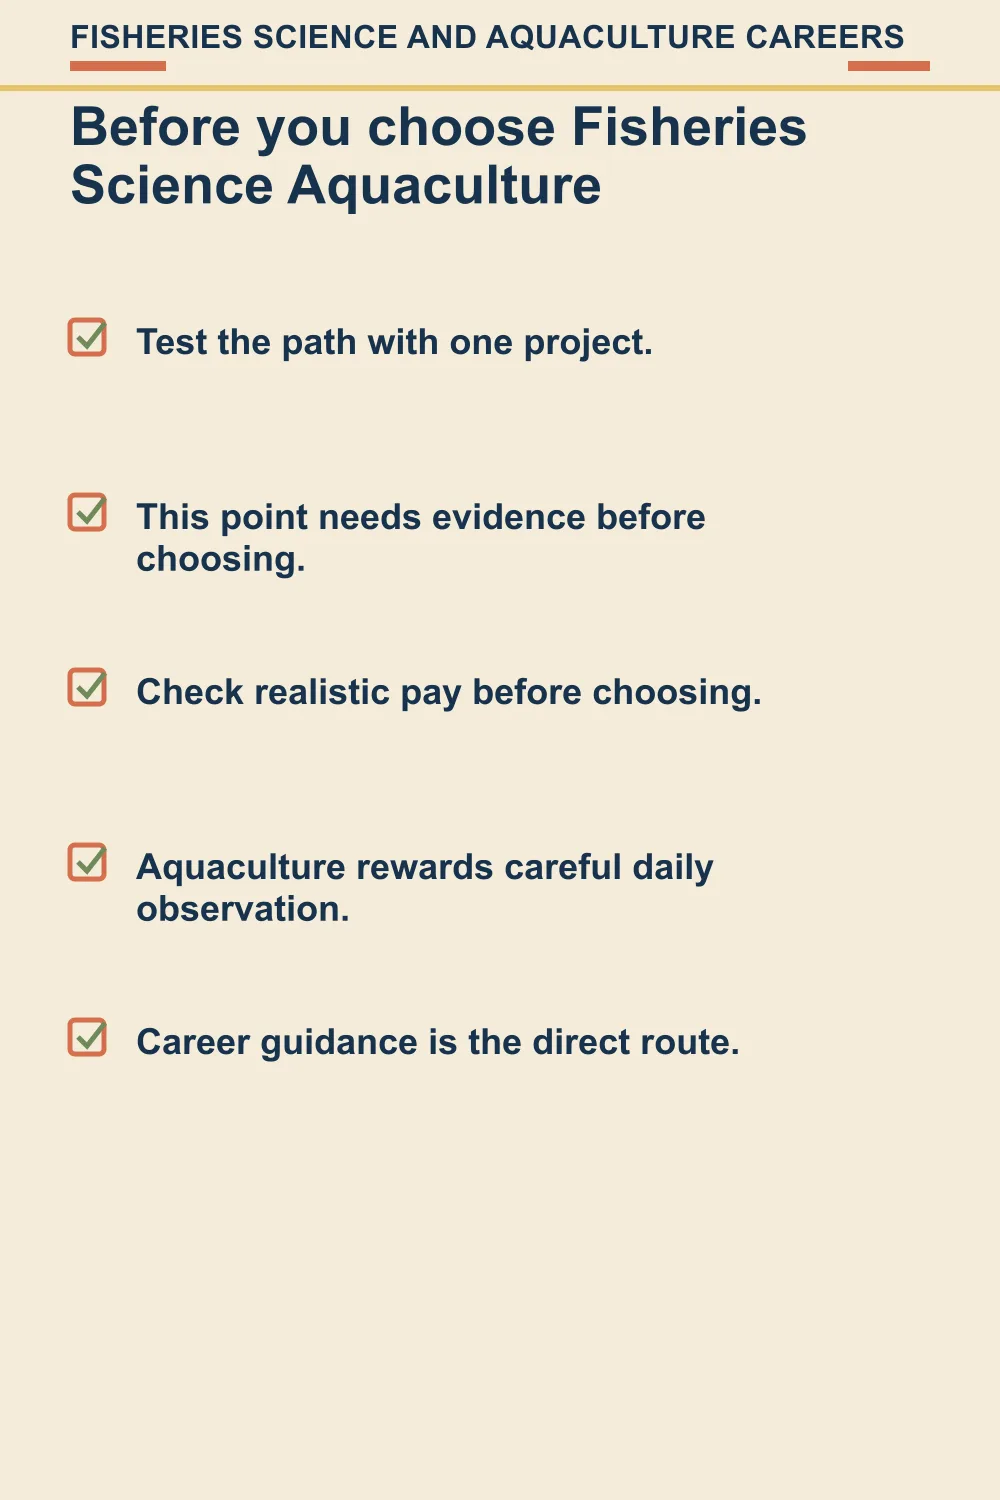 FISHERIES SCIENCE AND AQUACULTURE CAREERS
Before you choose Fisheries
Science Aquaculture
Test the path with one project.
This point needs evidence before
choosing.
Check realistic pay before choosing.
Aquaculture rewards careful daily
observation.
Career guidance is the direct route.